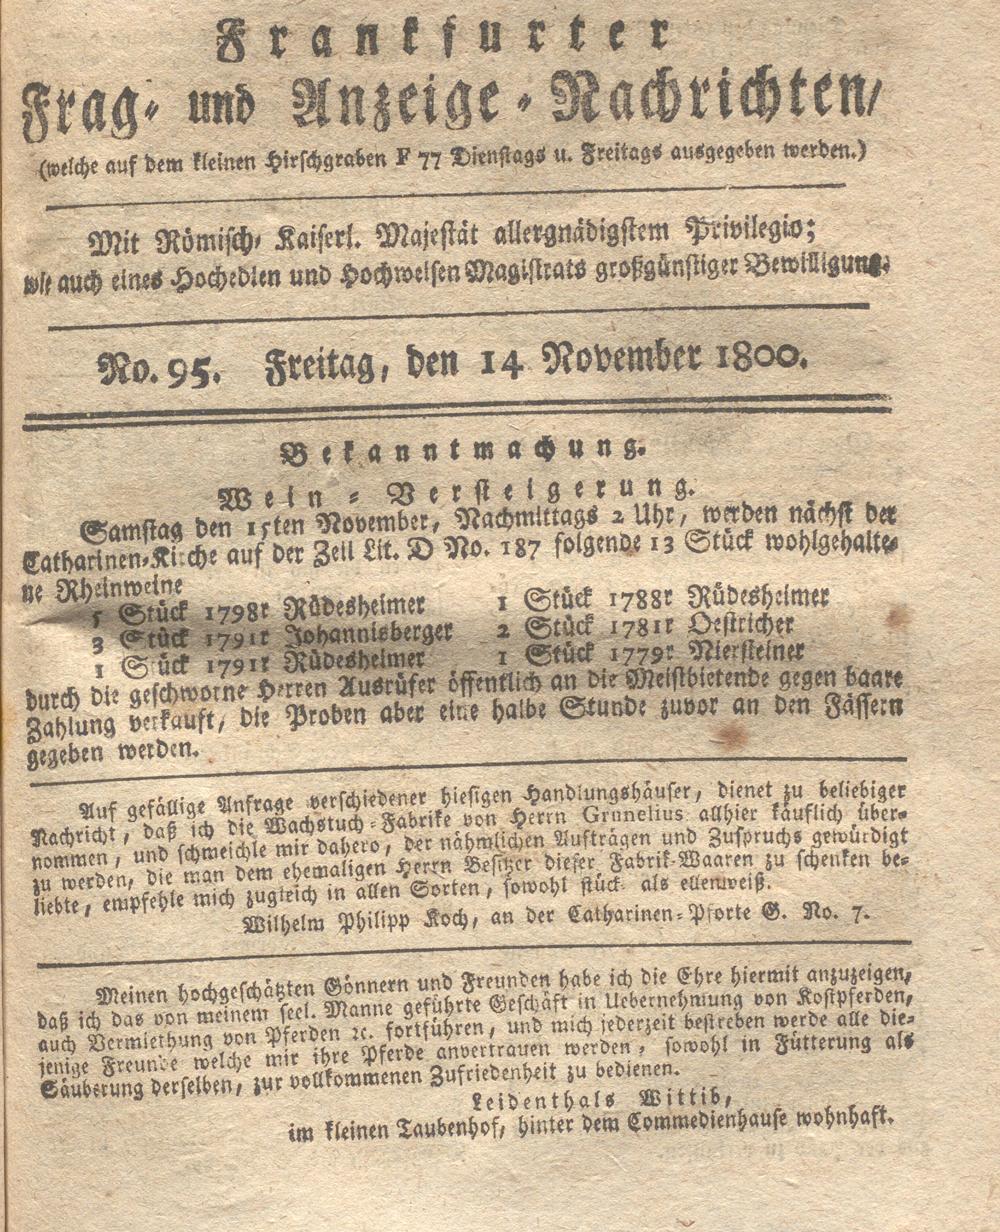 Frankfurter
Frag- und Anzeige-Nachrichten/
(welche auf dem kleinen Hirschgraben F 77 Dienstags u. Freitags ausgegeben werden.)
Mit Römisch- Kaiserl. Majestät allergnädigstem Privilegio;
wie auch eines Hochedlen und Hochweisen Magistrats großgünstiger Bewilligung.
No. 95. Freitag, den 14 November 1800.
Bekanntmachung.
Wein-Versteigerung.
Samstag den 15ten November, Nachmittags 2 Uhr, werden nächst der
Catharinen-Kirche auf der Zeil Lit. D No. 187 folgende 13 Stück wohlgehalte-
ne Rheinweine
5 Stück 1798r Rüdesheimer 1 Stück 1788r Rüdesheimer
3 Stück 1791r Johannisberger 2 Stück 1781r Oestricher
1 Stück 1791r Rüdesheimer 1 Stück 1779r Niersteiner
durch die geschworne Herren Ausrüfer öffentlich an die Meistbietende gegen baare
Zahlung verkauft, die Proben aber eine halbe Stunde zuvor an den Fässern
gegeben werden.
Auf gefällige Anfrage verschiedener hiesigen Handlungshäuser, dienet zu beliebiger
Nachricht, daß ich die Wachstuch-Fabrike von Herrn Grunelius allhier käuflich über-
nommen, und schmeichle mir dahero, der nähmlichen Aufträgen und Zuspruchs gewürdigt
zu werden, die man dem ehemaligen Herrn Besitzer dieser Fabrik-Waaren zu schenken be-
liebte, empfehle mich zugleich in allen Sorten, sowohl stück- als ellenweiß.
Wilhelm Philipp Koch, an der Catharinen-Pforte G. No. 7.
Meinen hochgeschätzten Gönnern und Freunden habe ich die Ehre hiermit anzuzeigen,
daß ich das von meinem seel. Manne geführte Geschäft in Uebernehmung von Kostpferden,
auch Vermiethung von Pferden ꝛc. fortführen, und mich jederzeit bestreben werde alle die-
jenige Freunde welche mir ihre Pferde anvertrauen werden, sowohl in Fütterung als
Säuberung derselben, zur vollkommenen Zufriedenheit zu bedienen.
Leidenthals Wittib,
im kleinen Taubenhof, hinter dem Commedienhause wohnhaft.